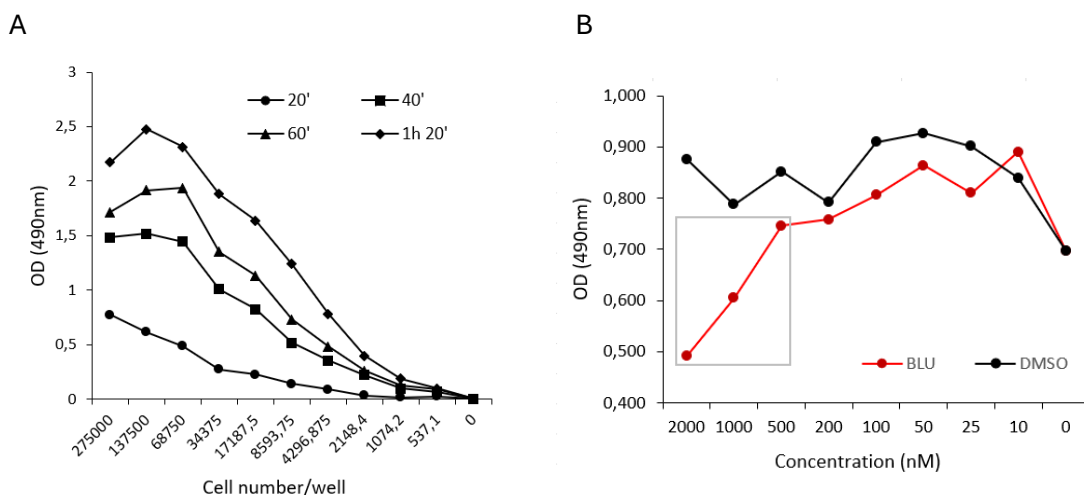 A
3
2,5
2
1,5
1
0,5
0
OD (490nm)
20'
40'
60'
1h 20'
275000
137500
68750
34375
17187,5
8593,75
4296,875
2148,4
1074,2
537,1
0
Cell number/well
B
1,000
0,900
0,800
0,700
0,600
0,500
0,400
OD (490nm)
BLU
DMSO
2000 1000 500 200 100 50 25 10 0
Concentration (nM)